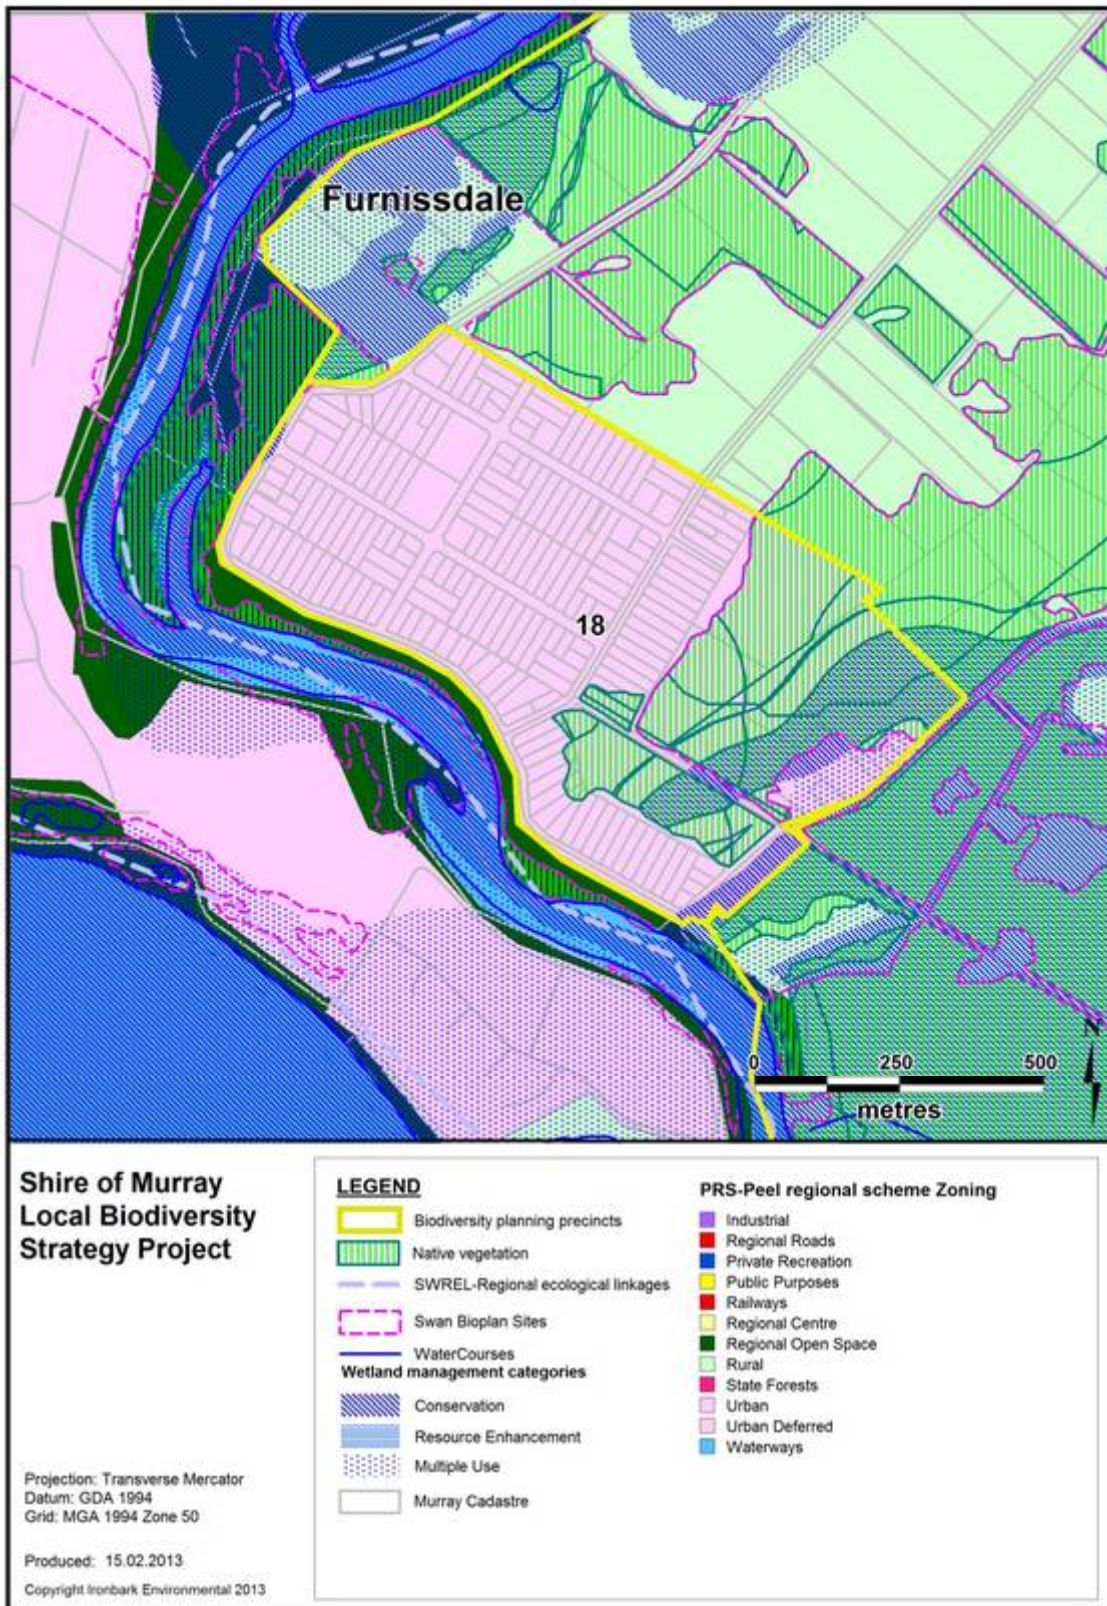 Furnissdale
18
N
0 250 500
metres
Shire of Murray
Local Biodiversity
Strategy Project
Projection: Transverse Mercator
Datum: GDA 1994
Grid: MGA 1994 Zone 50
Produced: 15.02.2013
Copyright Ironbark Environmental 2013
LEGEND
Biodiversity planning precincts
Native vegetation
SWREL-Regional ecological linkages
Swan Bioplan Sites
WaterCourses
Wetland management categories
Conservation
Resource Enhancement
Multiple Use
Murray Cadastre
PRS-Peel regional scheme Zoning
Industrial
Regional Roads
Private Recreation
Public Purposes
Railways
Regional Centre
Regional Open Space
Rural
State Forests
Urban
Urban Deferred
Waterways